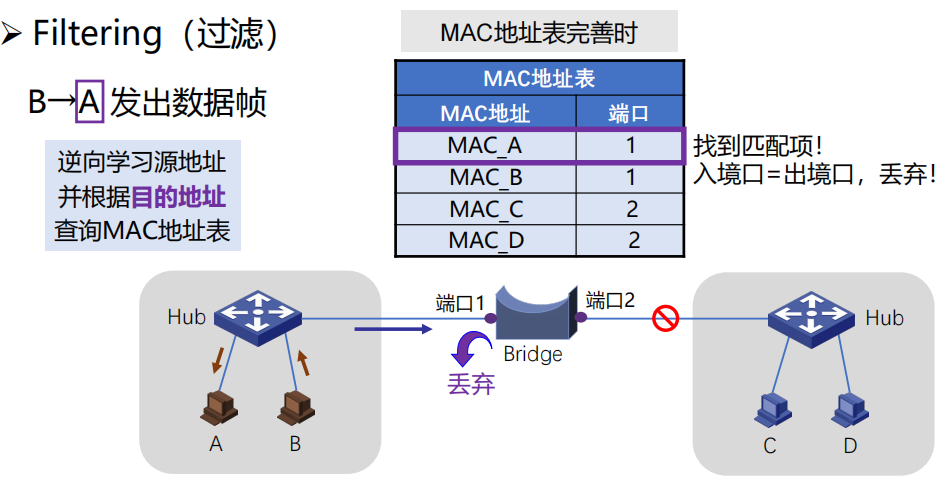 ➢ Filtering（过滤）
MAC地址表完善时
B→A 发出数据帧
逆向学习源地址
并根据目的地址
查询MAC地址表
MAC地址表
MAC地址 端口
MAC_A 1
MAC_B 1
MAC_C 2
MAC_D 2
找到匹配项！
入境口=出境口，丢弃！
Hub
端口1
端口2
Hub
Bridge
丢弃
A
B
C
D